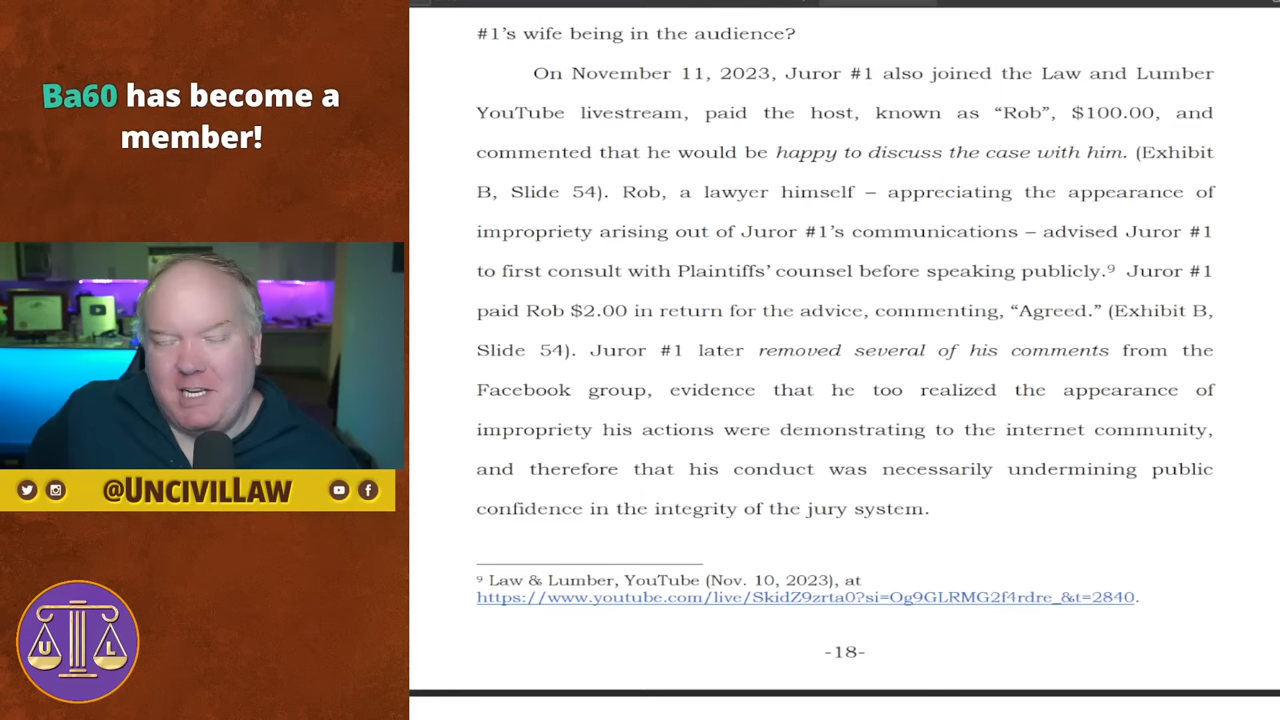 Ba60 has become a
member!
@UNCIVILLAW
U L
#1's wife being in the audience?
On November 11, 2023, Juror #1 also joined the Law and Lumber
YouTube livestream, paid the host, known as “Rob”, $100.00, and
commented that he would be happy to discuss the case with him. (Exhibit
B, Slide 54). Rob, a lawyer himself – appreciating the appearance of
impropriety arising out of Juror #1’s communications – advised Juror #1
to first consult with Plaintiffs’ counsel before speaking publicly.⁹ Juror #1
paid Rob $2.00 in return for the advice, commenting, “Agreed.” (Exhibit B,
Slide 54). Juror #1 later removed several of his comments from the
Facebook group, evidence that he too realized the appearance of
impropriety his actions were demonstrating to the internet community,
and therefore that his conduct was necessarily undermining public
confidence in the integrity of the jury system.
⁹ Law & Lumber, YouTube (Nov. 10, 2023), at
https://www.youtube.com/live/SkidZ9zrta0?si=Og9GLRMG2f4rdre_&t=2840.
-18-